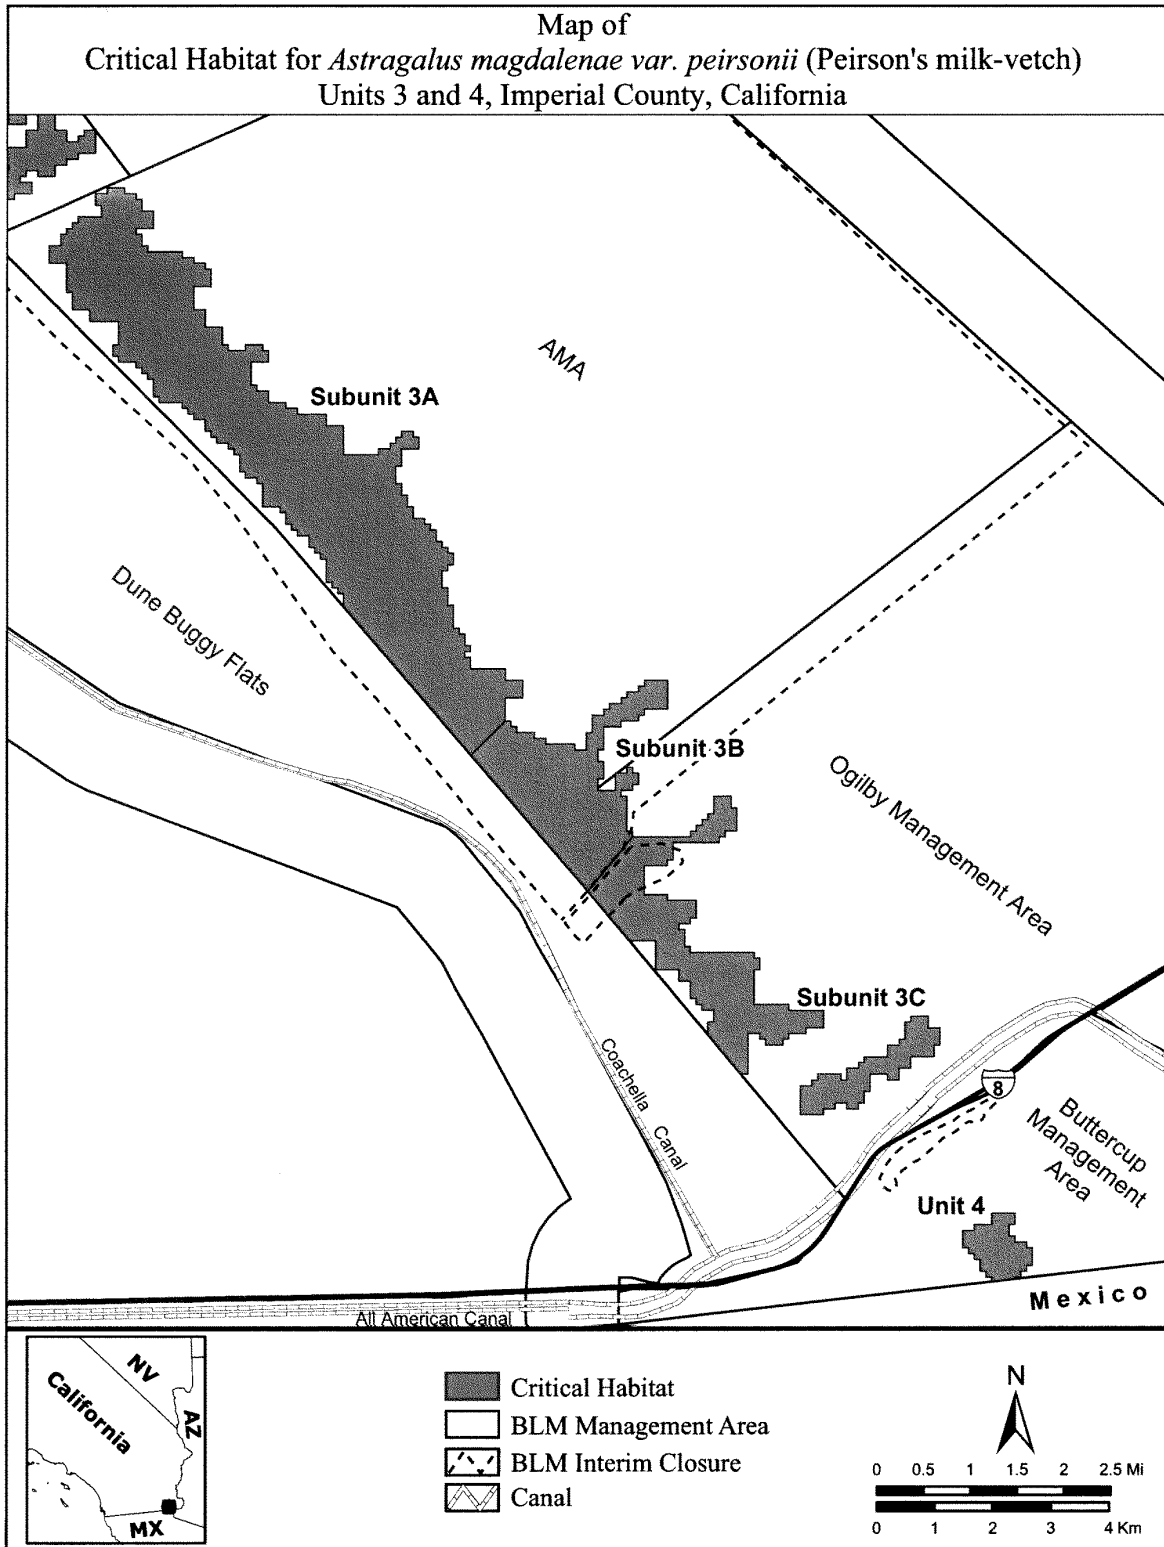 Map of
Critical Habitat for Astragalus magdalenae var. peirsonii (Peirson's milk-vetch)
Units 3 and 4, Imperial County, California
AMA
Subunit 3A
Dune Buggy Flats
Subunit 3B
Ogilby Management Area
Subunit 3C
Coachella Canal
8
Buttercup
Management
Area
Unit 4
Mexico
All American Canal
NV
California
AZ
MX
Critical Habitat
BLM Management Area
BLM Interim Closure
Canal
N
0 0.5 1 1.5 2 2.5 Mi
0 1 2 3 4 Km